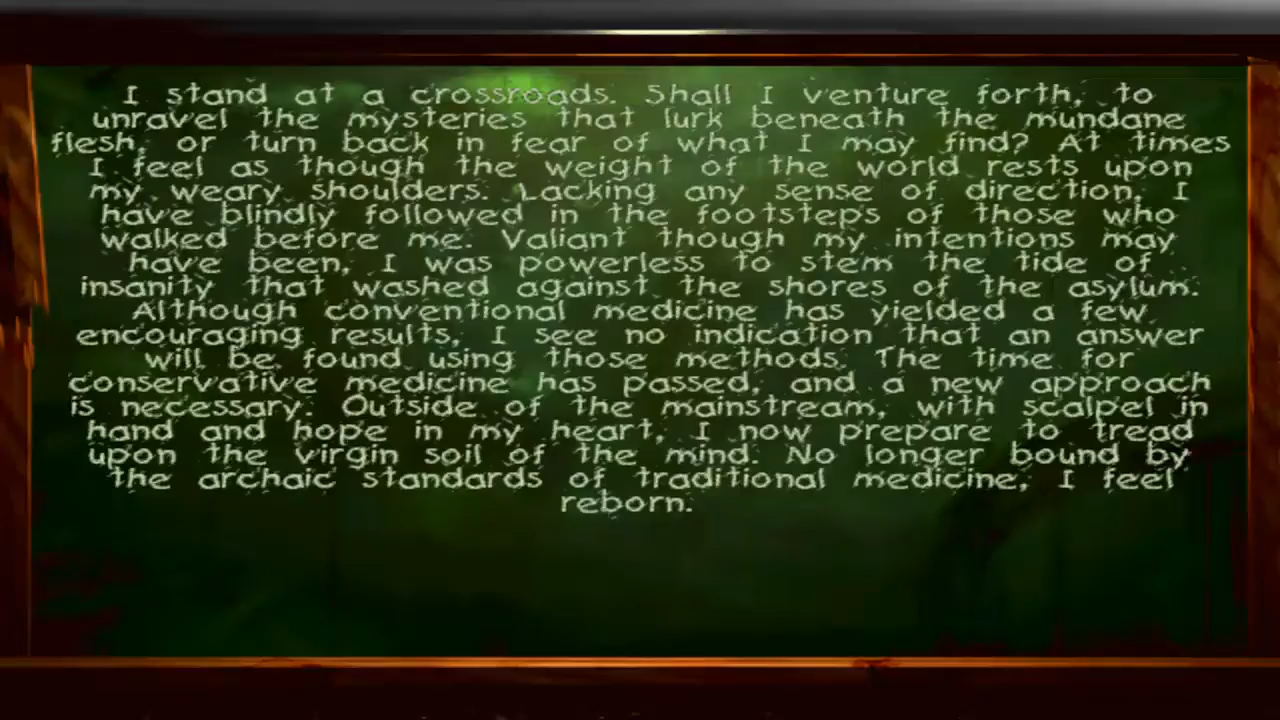 I stand at a crossroads. Shall I venture forth, to
unravel the mysteries that lurk beneath the mundane
flesh, or turn back in fear of what I may find? At times
I feel as though the weight of the world rests upon
my weary shoulders. Lacking any sense of direction, I
have blindly followed in the footsteps of those who
walked before me. Valiant though my intentions may
have been, I was powerless to stem the tide of
insanity that washed against the shores of the asylum.
Although conventional medicine has yielded a few
encouraging results, I see no indication that an answer
will be found using those methods. The time for
conservative medicine has passed, and a new approach
is necessary. Outside of the mainstream, with scalpel in
hand and hope in my heart, I now prepare to tread
upon the virgin soil of the mind. No longer bound by
the archaic standards of traditional medicine, I feel
reborn.